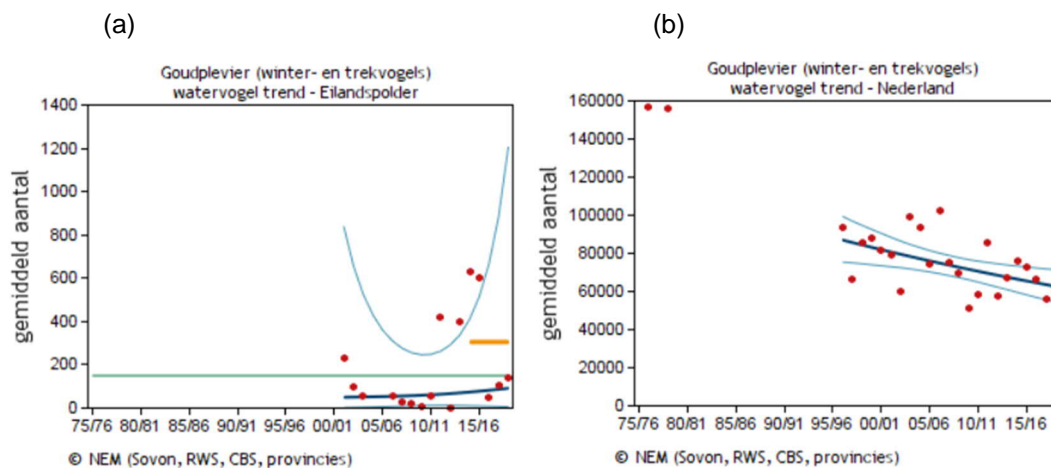 (a)
Goudplevier (winter- en trekvogels)
watervogel trend - Eilandspolder
gemiddeld aantal
1400
1200
1000
800
600
400
200
0
75/76 80/81 85/86 90/91 95/96 00/01 05/06 10/11 15/16
© NEM (Sovon, RWS, CBS, provincies)
(b)
Goudplevier (winter- en trekvogels)
watervogel trend - Nederland
gemiddeld aantal
160000
140000
120000
100000
80000
60000
40000
20000
0
75/76 80/81 85/86 90/91 95/96 00/01 05/06 10/11 15/16
© NEM (Sovon, RWS, CBS, provincies)